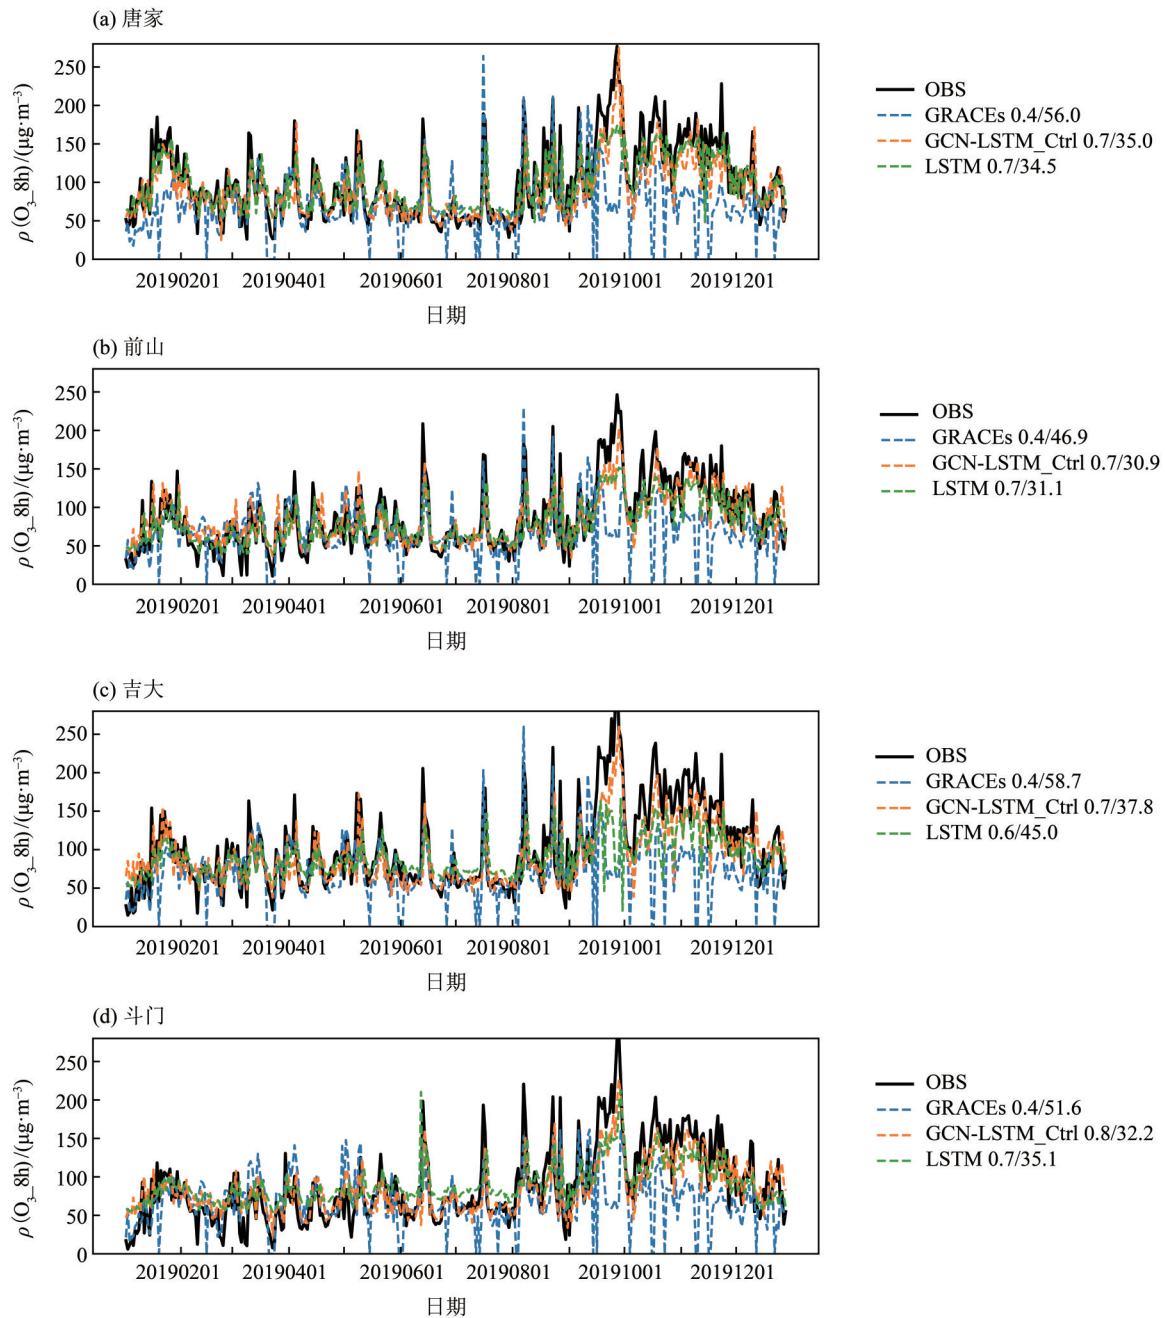 (a) 唐家
ρ(O₃_8h)/(μg·m⁻³)
250
200
150
100
50
0
20190201 20190401 20190601 20190801 20191001 20191201
日期
OBS
GRACEs 0.4/56.0
GCN-LSTM_Ctrl 0.7/35.0
LSTM 0.7/34.5
(b) 前山
ρ(O₃_8h)/(μg·m⁻³)
250
200
150
100
50
0
20190201 20190401 20190601 20190801 20191001 20191201
日期
OBS
GRACEs 0.4/46.9
GCN-LSTM_Ctrl 0.7/30.9
LSTM 0.7/31.1
(c) 吉大
ρ(O₃_8h)/(μg·m⁻³)
250
200
150
100
50
0
20190201 20190401 20190601 20190801 20191001 20191201
日期
OBS
GRACEs 0.4/58.7
GCN-LSTM_Ctrl 0.7/37.8
LSTM 0.6/45.0
(d) 斗门
ρ(O₃_8h)/(μg·m⁻³)
250
200
150
100
50
0
20190201 20190401 20190601 20190801 20191001 20191201
日期
OBS
GRACEs 0.4/51.6
GCN-LSTM_Ctrl 0.8/32.2
LSTM 0.7/35.1